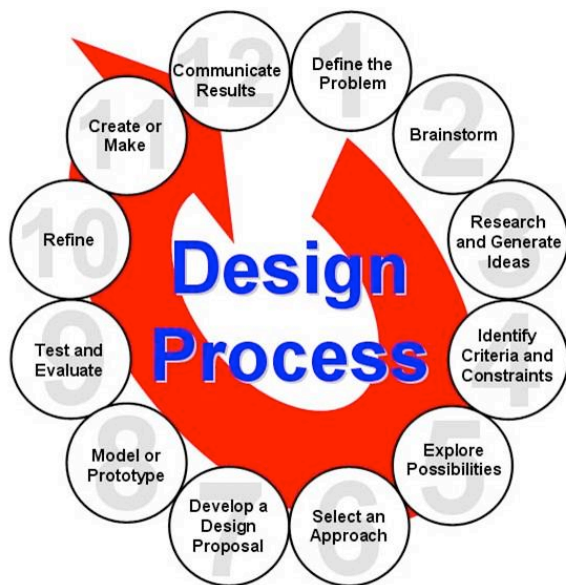 Design
Process
1
Define the
Problem
2
Brainstorm
3
Research
and Generate
Ideas
4
Identify
Criteria and
Constraints
5
Explore
Possibilities
6
Select an
Approach
7
Develop a
Design
Proposal
8
Model or
Prototype
9
Test and
Evaluate
10
Refine
11
Create or
Make
12
Communicate
Results